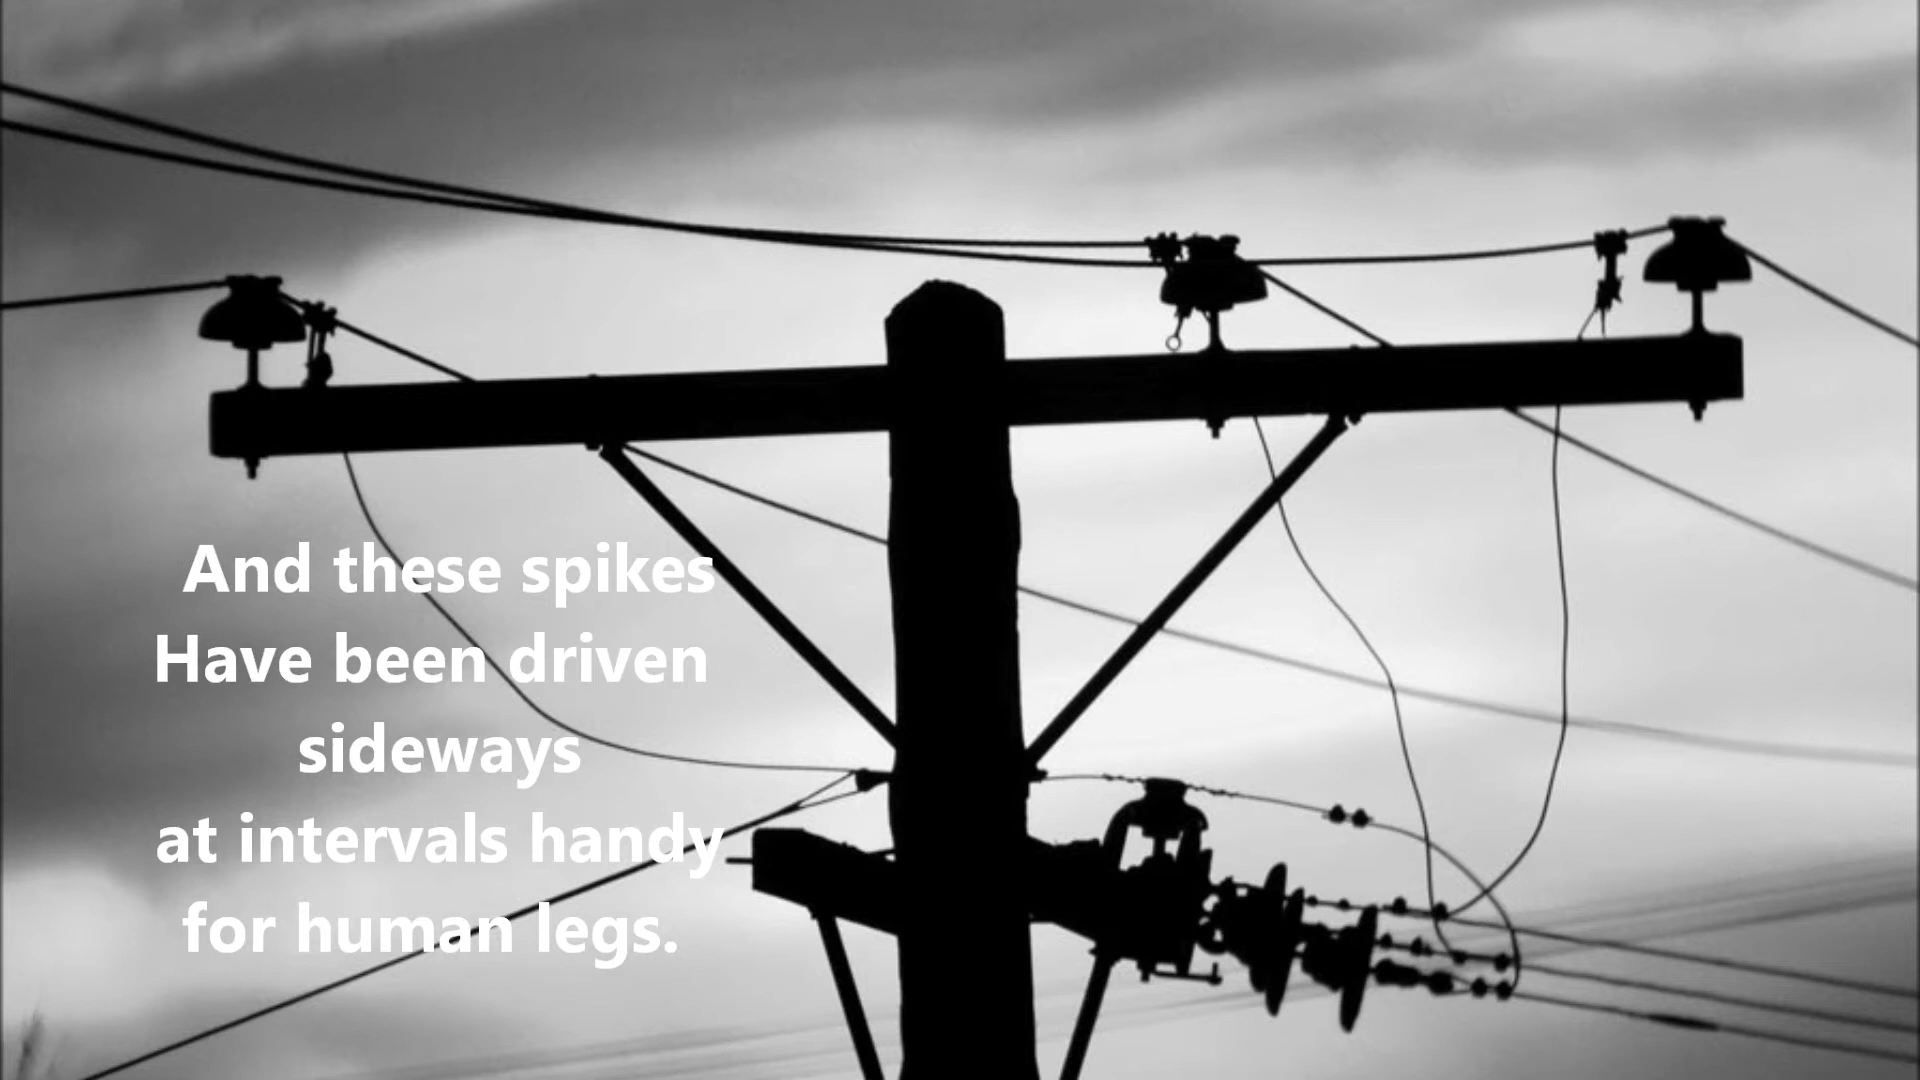 And these spikes
Have been driven
sideways
at intervals handy
for human legs.